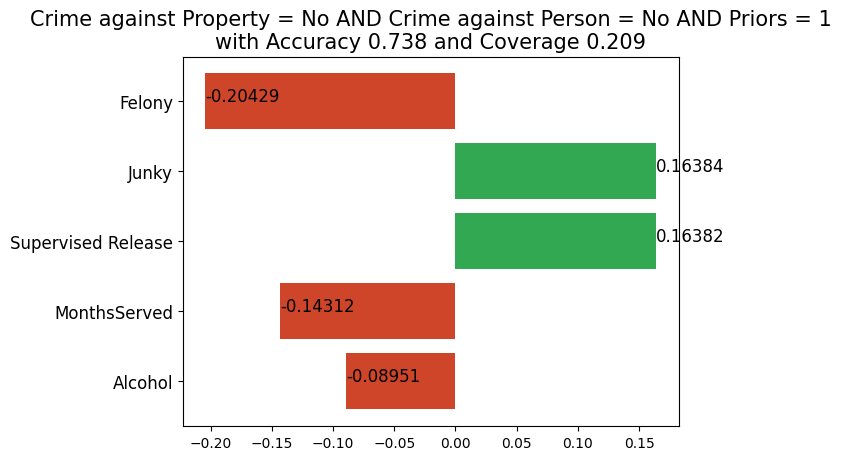 Crime against Property = No AND Crime against Person = No AND Priors = 1
with Accuracy 0.738 and Coverage 0.209
Felony
-0.20429
Junky
0.16384
Supervised Release
0.16382
MonthsServed
-0.14312
Alcohol
-0.08951
−0.20
−0.15
−0.10
−0.05
0.00
0.05
0.10
0.15